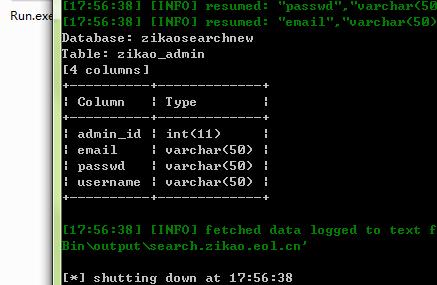 [17:56:38] [INFO] resumed: "passwd","varchar(50
Run.exe
[17:56:38] [INFO] resumed: "email","varchar(50)
Database: zikaosearchnew
Table: zikao_admin
[4 columns]
+----------+-------------+
| Column | Type |
+----------+-------------+
| admin_id | int(11) |
| email | varchar(50) |
| passwd | varchar(50) |
| username | varchar(50) |
+----------+-------------+
[17:56:38] [INFO] fetched data logged to text f
Bin\output\search.zikao.eol.cn'
[*] shutting down at 17:56:38